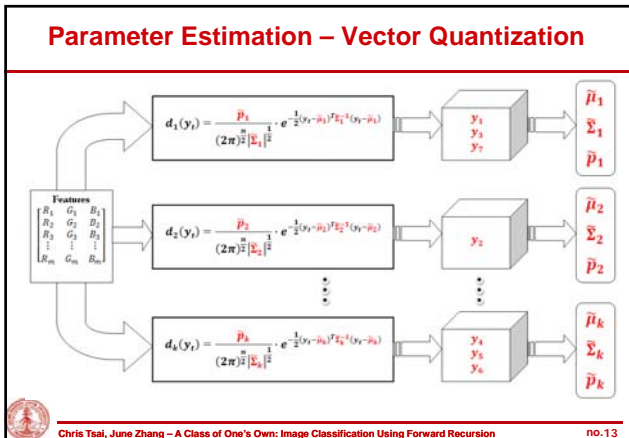 Parameter Estimation – Vector Quantization
Features
R₁ G₁ B₁
R₂ G₂ B₂
R₃ G₃ B₃
⋮ ⋮ ⋮
Rₘ Gₘ Bₘ
d₁(yₜ) = p̃₁ / ((2π)^(n/2) |Σ̃₁|^(1/2)) · e^(-1/2 (yₜ-μ̃₁)ᵀ Σ̃₁⁻¹ (yₜ-μ̃₁))
y₁
y₃
y₇
μ̃₁
Σ̃₁
p̃₁
d₂(yₜ) = p̃₂ / ((2π)^(n/2) |Σ̃₂|^(1/2)) · e^(-1/2 (yₜ-μ̃₂)ᵀ Σ̃₂⁻¹ (yₜ-μ̃₂))
y₂
μ̃₂
Σ̃₂
p̃₂
⋮ ⋮ ⋮
dₖ(yₜ) = p̃ₖ / ((2π)^(n/2) |Σ̃ₖ|^(1/2)) · e^(-1/2 (yₜ-μ̃ₖ)ᵀ Σ̃ₖ⁻¹ (yₜ-μ̃ₖ))
y₄
y₅
y₆
μ̃ₖ
Σ̃ₖ
p̃ₖ
Chris Tsai, June Zhang – A Class of One's Own: Image Classification Using Forward Recursion no.13